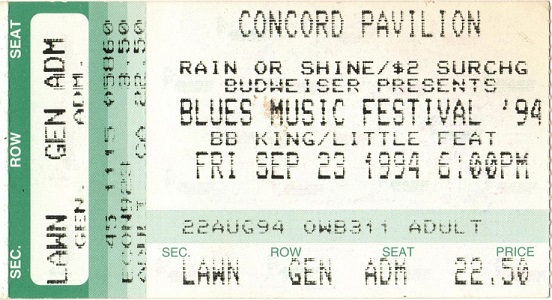 CONCORD PAVILION
RAIN OR SHINE/$2 SURCHG
BUDWEISER PRESENTS
BLUES MUSIC FESTIVAL '94
BB KING/LITTLE FEAT
FRI SEP 23 1994 6:00PM
22AUG94 OWB311 ADULT
SEC. ROW SEAT PRICE
LAWN GEN ADM 22.50
SEC. ROW SEAT
LAWN GEN ADM
GEN. ADM.